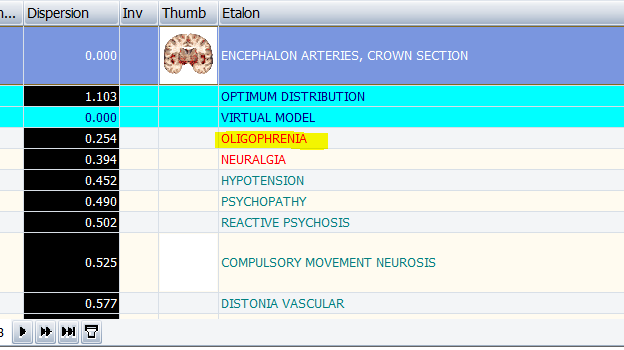 n... Dispersion Inv Thumb Etalon
0.000 ENCEPHALON ARTERIES, CROWN SECTION
1.103 OPTIMUM DISTRIBUTION
0.000 VIRTUAL MODEL
0.254 OLIGOPHRENIA
0.394 NEURALGIA
0.452 HYPOTENSION
0.490 PSYCHOPATHY
0.502 REACTIVE PSYCHOSIS
0.525 COMPULSORY MOVEMENT NEUROSIS
0.577 DISTONIA VASCULAR